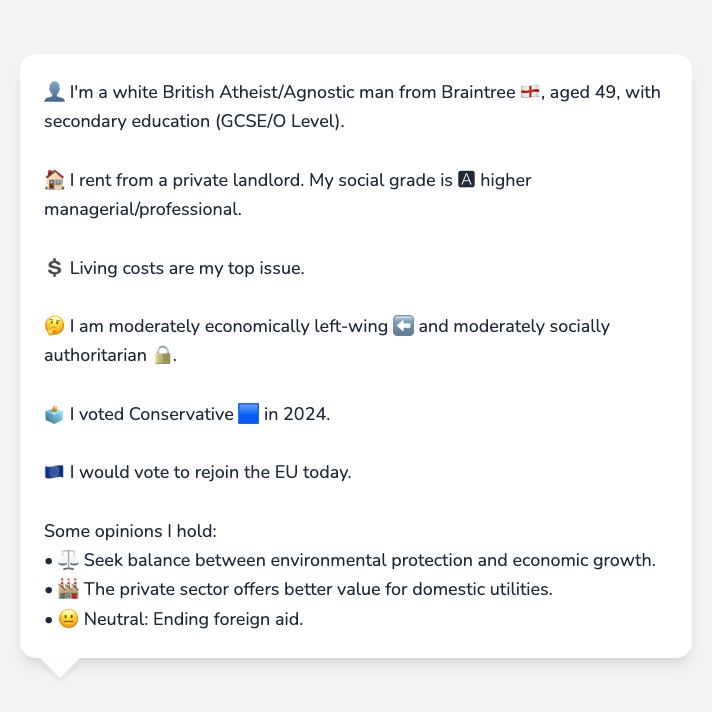 👤 I'm a white British Atheist/Agnostic man from Braintree 🏴󠁧󠁢󠁥󠁮󠁧󠁿, aged 49, with
secondary education (GCSE/O Level).
🏠 I rent from a private landlord. My social grade is 🅰 higher
managerial/professional.
💲 Living costs are my top issue.
🤔 I am moderately economically left-wing ⬅️ and moderately socially
authoritarian 🔒.
🗳️ I voted Conservative 🟦 in 2024.
🇪🇺 I would vote to rejoin the EU today.
Some opinions I hold:
• ⚖️ Seek balance between environmental protection and economic growth.
• 🏭 The private sector offers better value for domestic utilities.
• 😐 Neutral: Ending foreign aid.